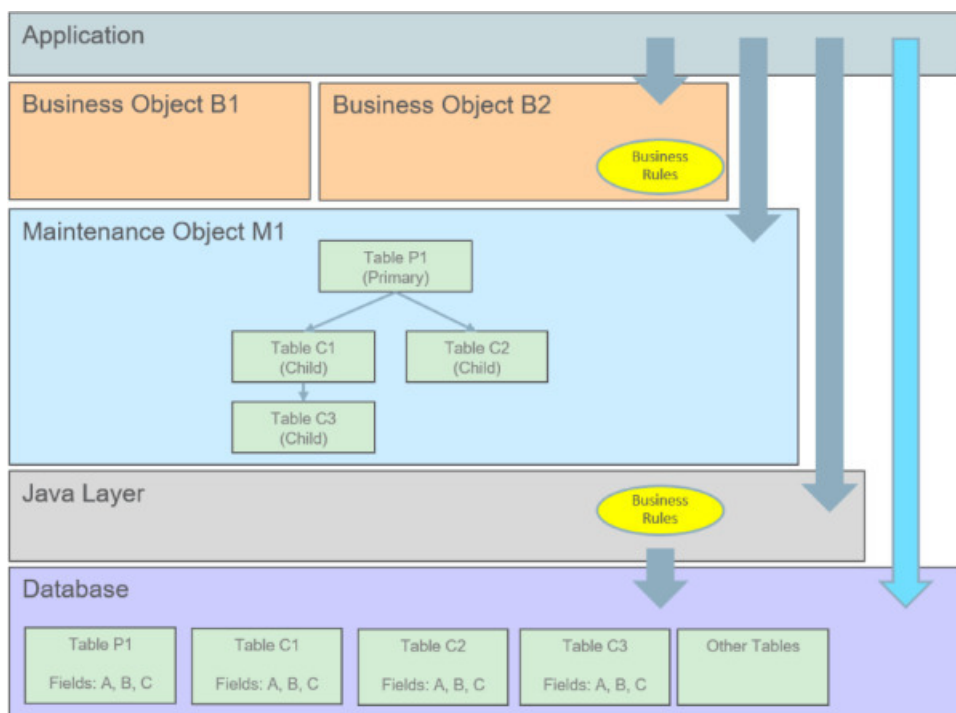 Application
Business Object B1
Business Object B2
Business
Rules
Maintenance Object M1
Table P1
(Primary)
Table C1
(Child)
Table C2
(Child)
Table C3
(Child)
Java Layer
Business
Rules
Database
Table P1
Fields: A, B, C
Table C1
Fields: A, B, C
Table C2
Fields: A, B, C
Table C3
Fields: A, B, C
Other Tables